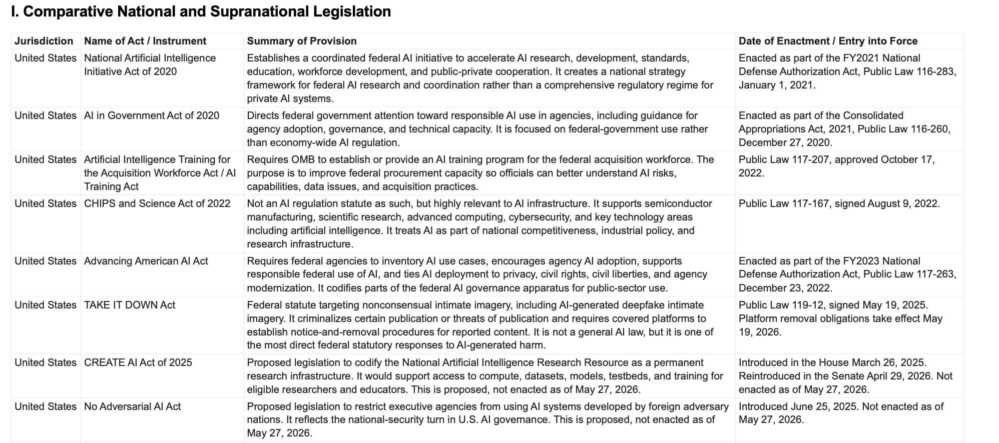 I. Comparative National and Supranational Legislation
Jurisdiction Name of Act / Instrument Summary of Provision Date of Enactment / Entry into Force
United States National Artificial Intelligence Establishes a coordinated federal AI initiative to accelerate AI research, development, standards, Enacted as part of the FY2021 National
Initiative Act of 2020 education, workforce development, and public-private cooperation. It creates a national strategy Defense Authorization Act, Public Law 116-283,
framework for federal AI research and coordination rather than a comprehensive regulatory regime for January 1, 2021.
private AI systems.
United States AI in Government Act of 2020 Directs federal government attention toward responsible AI use in agencies, including guidance for Enacted as part of the Consolidated
agency adoption, governance, and technical capacity. It is focused on federal-government use rather Appropriations Act, 2021, Public Law 116-260,
than economy-wide AI regulation. December 27, 2020.
United States Artificial Intelligence Training for Requires OMB to establish or provide an AI training program for the federal acquisition workforce. The Public Law 117-207, approved October 17,
the Acquisition Workforce Act / AI purpose is to improve federal procurement capacity so officials can better understand AI risks, 2022.
Training Act capabilities, data issues, and acquisition practices.
United States CHIPS and Science Act of 2022 Not an AI regulation statute as such, but highly relevant to AI infrastructure. It supports semiconductor Public Law 117-167, signed August 9, 2022.
manufacturing, scientific research, advanced computing, cybersecurity, and key technology areas
including artificial intelligence. It treats AI as part of national competitiveness, industrial policy, and
research infrastructure.
United States Advancing American AI Act Requires federal agencies to inventory AI use cases, encourages agency AI adoption, supports Enacted as part of the FY2023 National
responsible federal use of AI, and ties AI deployment to privacy, civil rights, civil liberties, and agency Defense Authorization Act, Public Law 117-263,
modernization. It codifies parts of the federal AI governance apparatus for public-sector use. December 23, 2022.
United States TAKE IT DOWN Act Federal statute targeting nonconsensual intimate imagery, including AI-generated deepfake intimate Public Law 119-12, signed May 19, 2025.
imagery. It criminalizes certain publication or threats of publication and requires covered platforms to Platform removal obligations take effect May
establish notice-and-removal procedures for reported content. It is not a general AI law, but it is one of 19, 2026.
the most direct federal statutory responses to AI-generated harm.
United States CREATE AI Act of 2025 Proposed legislation to codify the National Artificial Intelligence Research Resource as a permanent Introduced in the House March 26, 2025.
research infrastructure. It would support access to compute, datasets, models, testbeds, and training for Reintroduced in the Senate April 29, 2026. Not
eligible researchers and educators. This is proposed, not enacted as of May 27, 2026. enacted as of May 27, 2026.
United States No Adversarial AI Act Proposed legislation to restrict executive agencies from using AI systems developed by foreign adversary Introduced June 25, 2025. Not enacted as of
nations. It reflects the national-security turn in U.S. AI governance. This is proposed, not enacted as of May 27, 2026.
May 27, 2026.